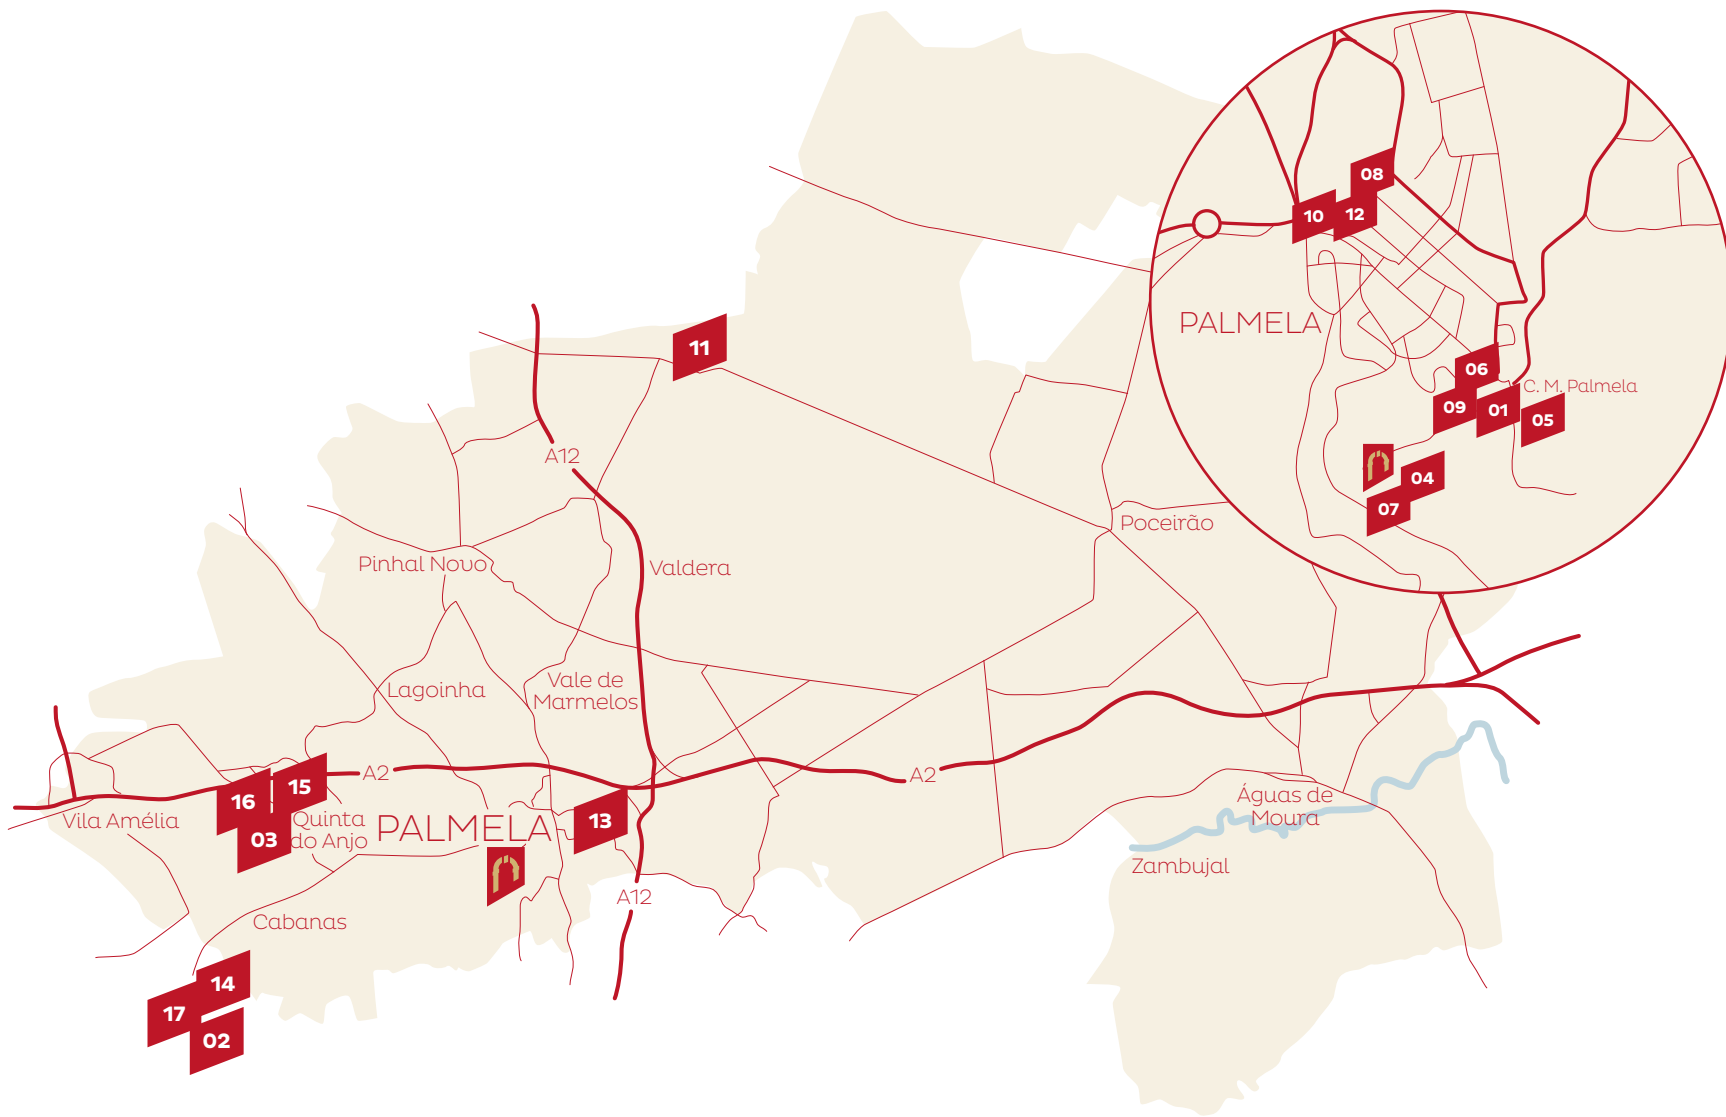 08
10
12
PALMELA
11
06
C. M. Palmela
09
01
05
A12
04
07
Poceirão
Pinhal Novo
Valdera
Lagoinha
Vale de
Marmelos
A2
A2
15
16
Vila Amélia
03
Quinta
do Anjo
PALMELA
13
Águas de
Moura
Zambujal
A12
Cabanas
14
17
02